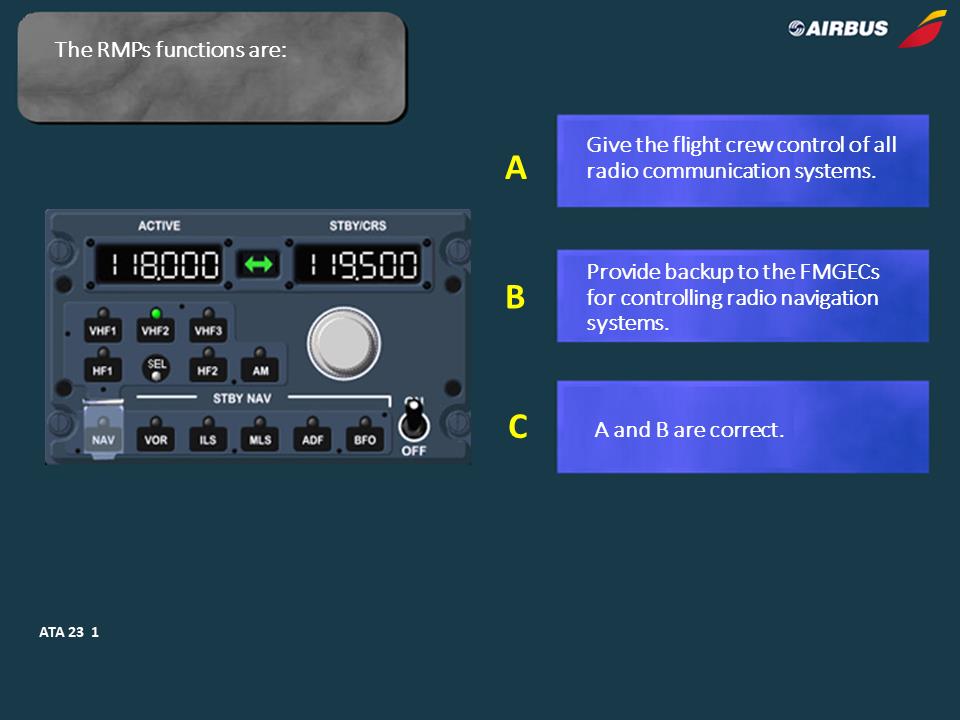 The RMPs functions are:
AIRBUS
A
Give the flight crew control of all
radio communication systems.
B
Provide backup to the FMGECs
for controlling radio navigation
systems.
C
A and B are correct.
ACTIVE STBY/CRS
118.000 119.500
VHF1 VHF2 VHF3
HF1 SEL HF2 AM
STBY NAV ON
NAV VOR ILS MLS ADF BFO
OFF
ATA 23 1